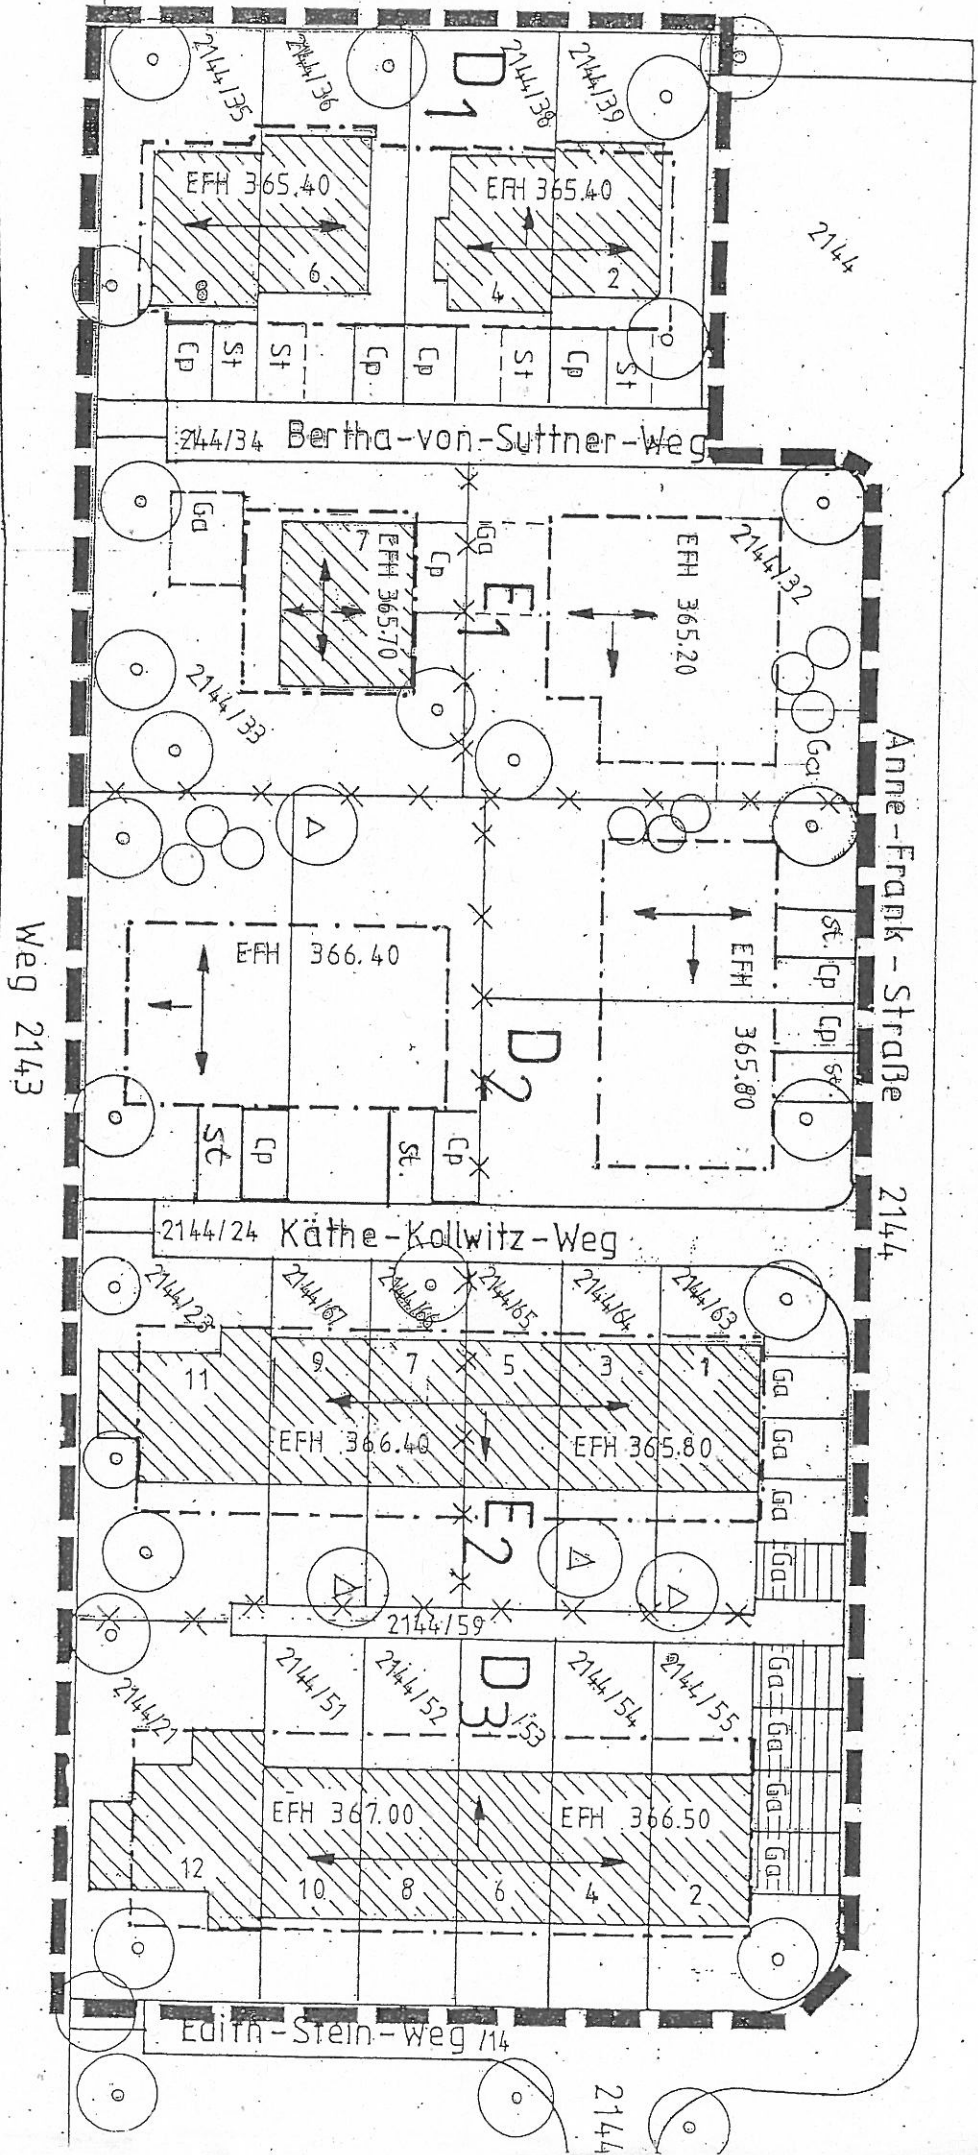 2144/35
2144/36
D1
2144/38
2144/39
2144
EFH 365.40
EFH 365.40
8
6
4
2
Cp
St
St
Cp
Cp
St
Cp
St
244/34 Bertha-von-Suttner-Weg
Ga
7
EFH 365.70
Cp
Ga
E1
EFH 365.20
2144/32
2144/33
Ga
Anne-Frank-Straße
2144
EFH 366.40
EFH 365.80
St.
Cp
Cp
St.
D2
Weg 2143
St
Cp
St.
Cp
2144/24 Käthe-Kollwitz-Weg
2144/23
2144/67
2144/66
2144/65
2144/64
2144/63
11
9
7
5
3
1
EFH 366.40
EFH 365.80
Ga
Ga
Ga
Ga
E2
2144/59
2144/21
2144/51
2144/52
D3
/53
2144/54
2144/55
Ga
Ga
Ga
Ga
EFH 367.00
EFH 366.50
12
10
8
6
4
2
Edith-Stein-Weg /14
2144